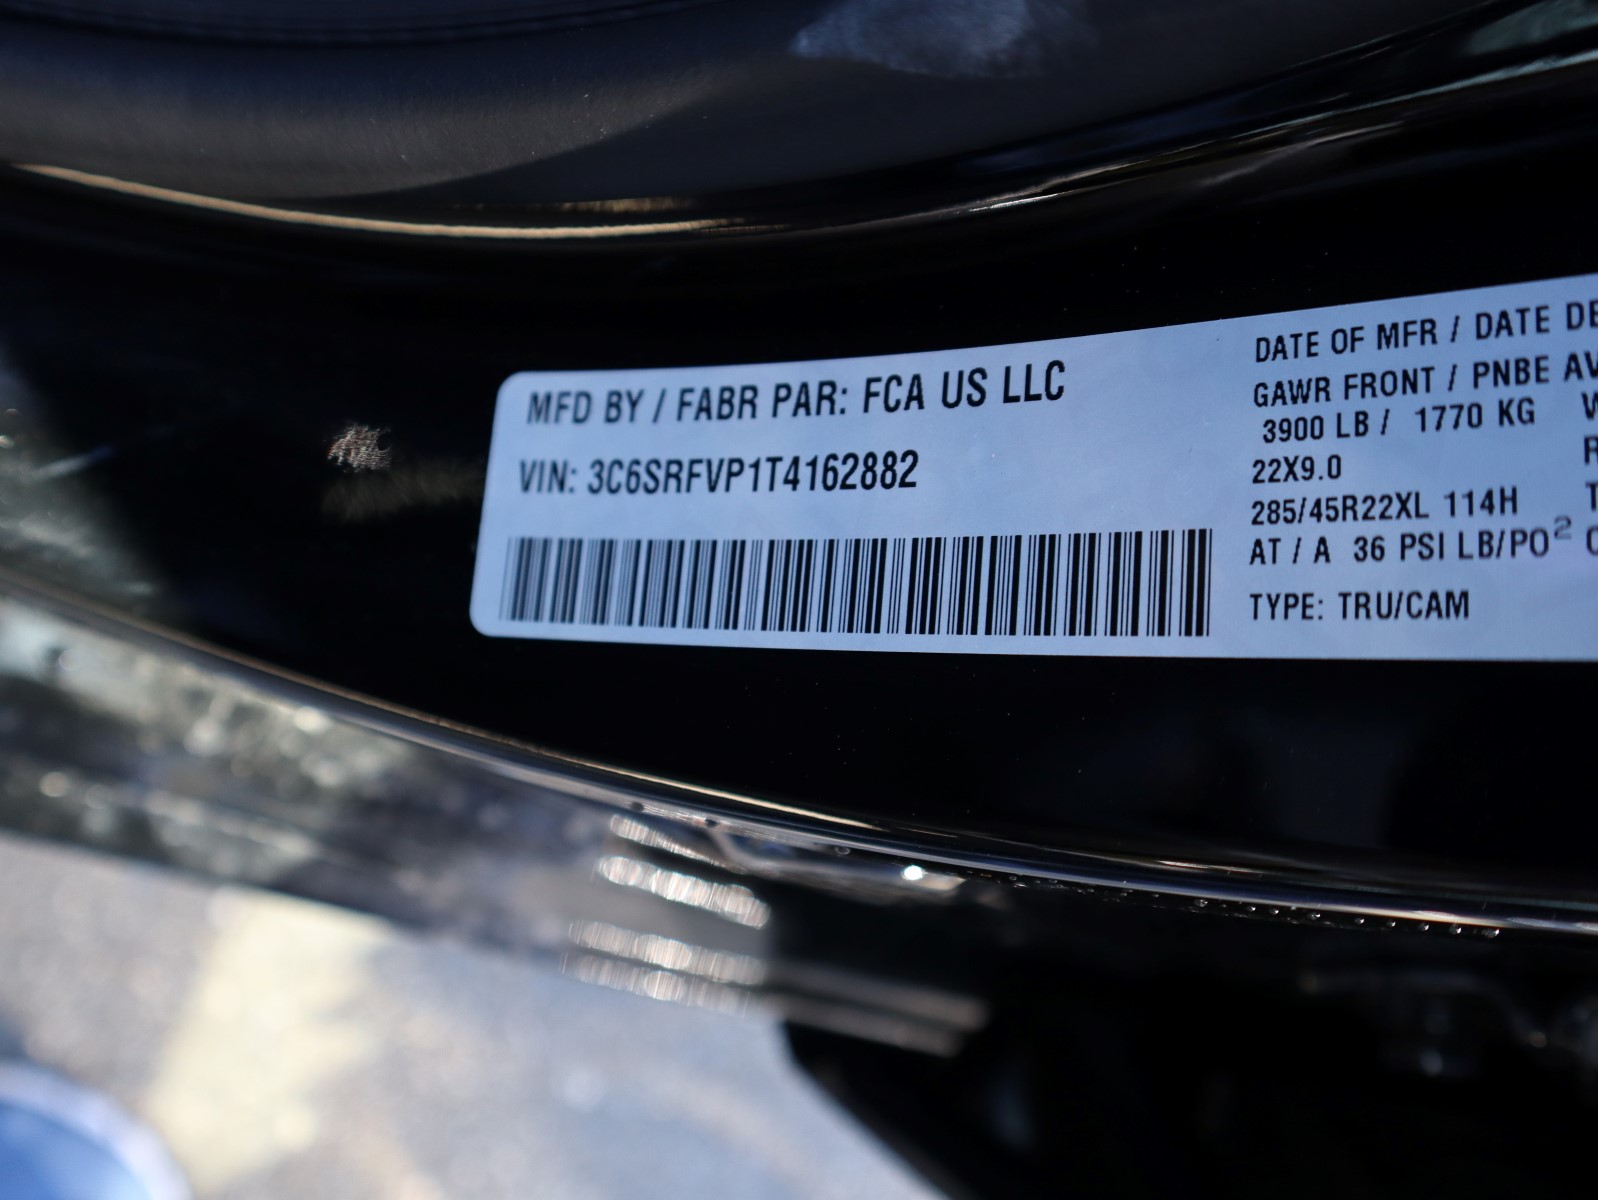 MFD BY / FABR PAR: FCA US LLC
VIN: 3C6SRFVP1T4162882
DATE OF MFR / DATE DE
GAWR FRONT / PNBE AV
3900 LB / 1770 KG
22X9.0
285/45R22XL 114H
AT / A 36 PSI LB/PO²
TYPE: TRU/CAM